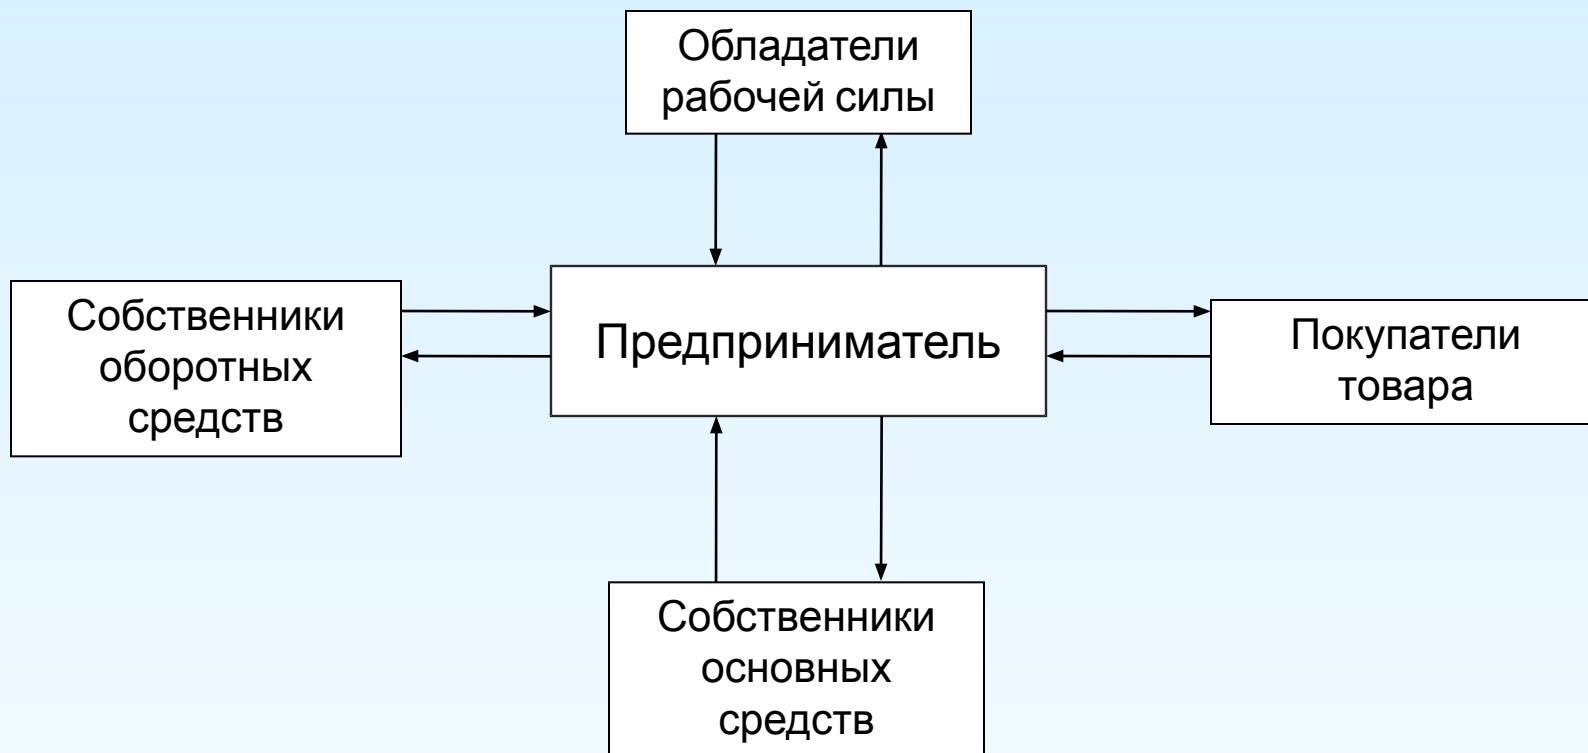 Обладатели
рабочей силы
Собственники
оборотных
средств
Предприниматель
Покупатели
товара
Собственники
основных
средств